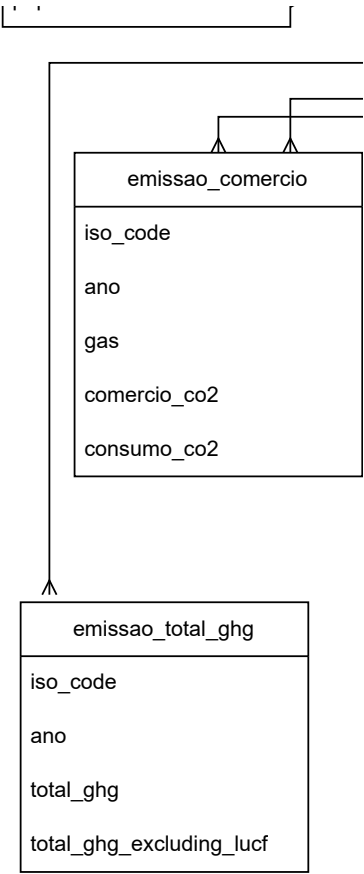 emissao_comercio
iso_code
ano
gas
comercio_co2
consumo_co2
emissao_total_ghg
iso_code
ano
total_ghg
total_ghg_excluding_lucf